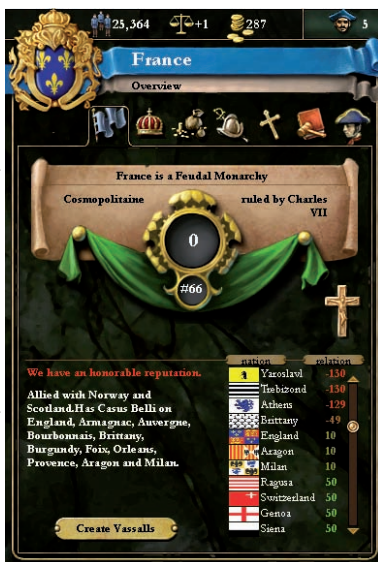 25,364 +1 287 5
France
Overview
France is a Feudal Monarchy
Cosmopolitaine ruled by Charles
VII
0
#66
We have an honorable reputation.
Allied with Norway and
Scotland.Has Casus Belli on
England, Armagnac, Auvergne,
Bourbonnais, Brittany,
Burgundy, Foix, Orleans,
Provence, Aragon and Milan.
Create Vassalls
nation relation
Yaroslavl -130
Trebizond -130
Athens -129
Brittany -49
England 10
Aragon 10
Milan 10
Ragusa 50
Switzerland 50
Genoa 50
Siena 50